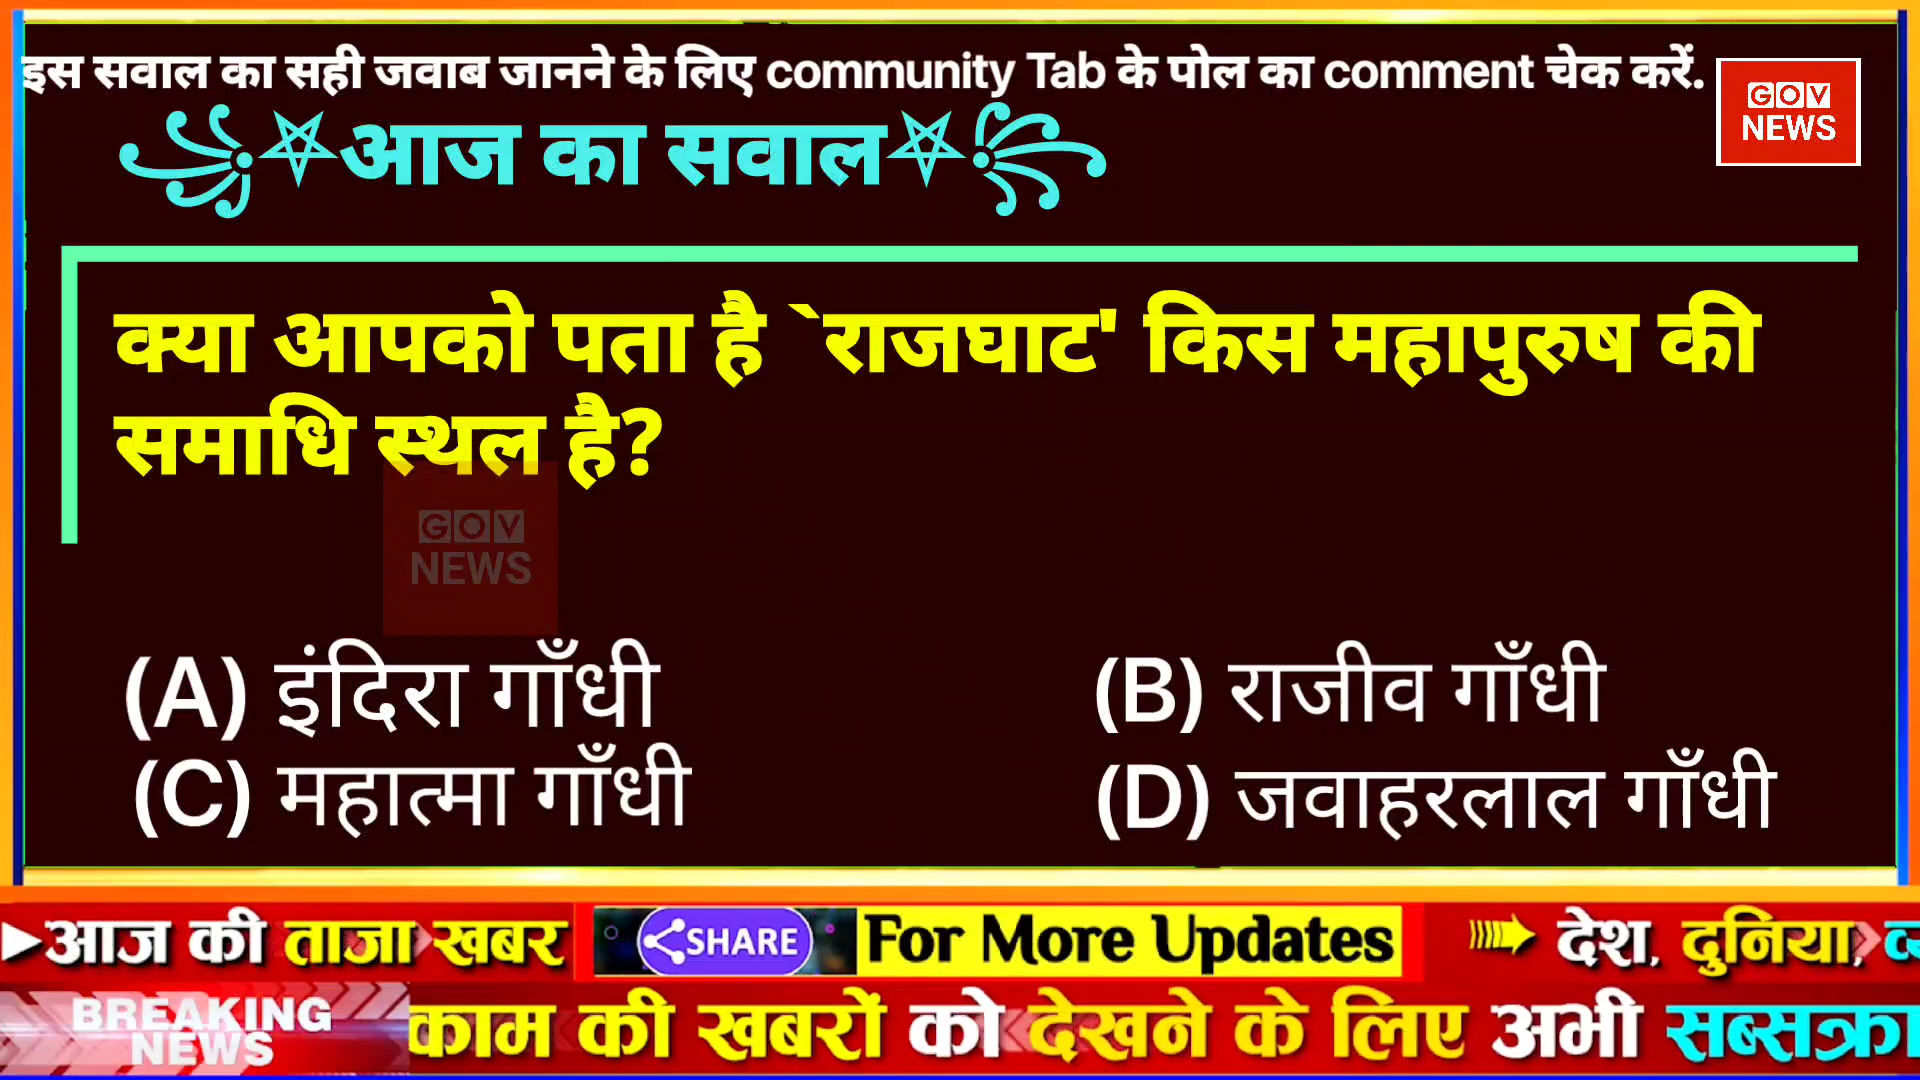 इस सवाल का सही जवाब जानने के लिए community Tab के पोल का comment चेक करें.
GOV
NEWS
आज का सवाल
क्या आपको पता है `राजघाट' किस महापुरुष की
समाधि स्थल है?
GOV
NEWS
(A) इंदिरा गाँधी
(B) राजीव गाँधी
(C) महात्मा गाँधी
(D) जवाहरलाल गाँधी
आज की ताजा खबर SHARE For More Updates देश, दुनिया,
BREAKING
NEWS
काम की खबरों को देखने के लिए अभी